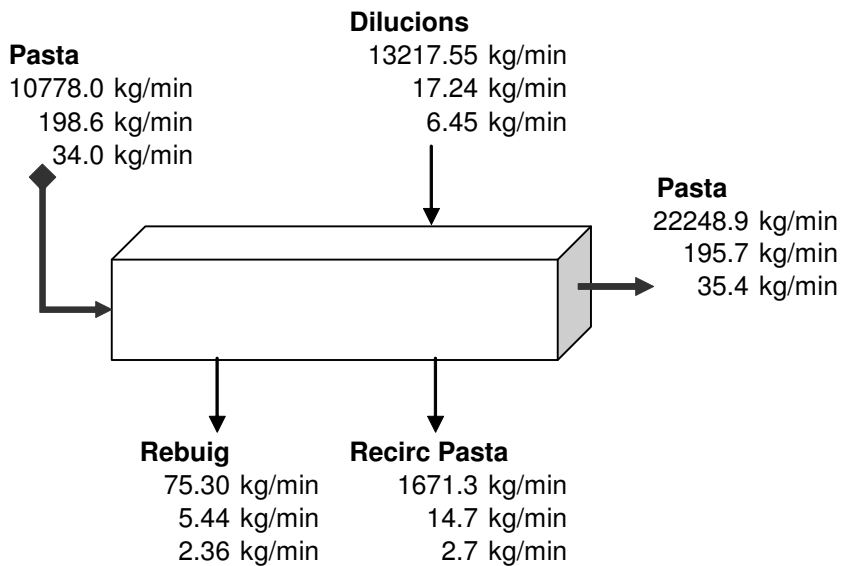 Dilucions
13217.55 kg/min
17.24 kg/min
6.45 kg/min
Pasta
10778.0 kg/min
198.6 kg/min
34.0 kg/min
Pasta
22248.9 kg/min
195.7 kg/min
35.4 kg/min
Rebuig
75.30 kg/min
5.44 kg/min
2.36 kg/min
Recirc Pasta
1671.3 kg/min
14.7 kg/min
2.7 kg/min